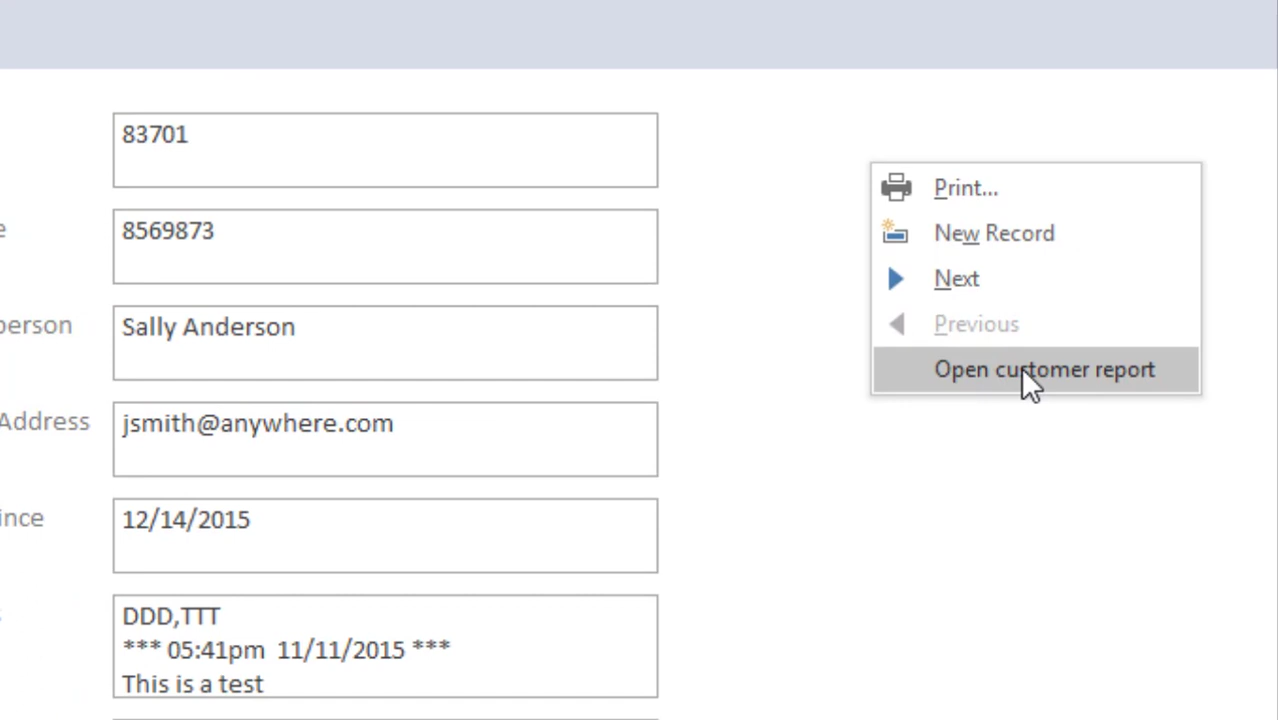 83701
e
8569873
person
Sally Anderson
Address
jsmith@anywhere.com
ince
12/14/2015
s
DDD,TTT
*** 05:41pm  11/11/2015 ***
This is a test
Print...
New Record
Next
Previous
Open customer report